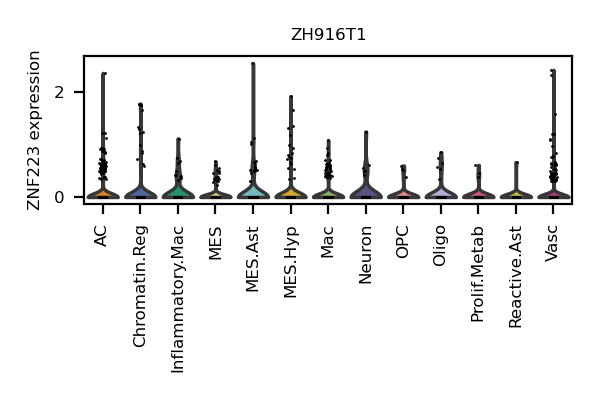 ZH916T1
ZNF223 expression
2
0
AC
Chromatin.Reg
Inflammatory.Mac
MES
MES.Ast
MES.Hyp
Mac
Neuron
OPC
Oligo
Prolif.Metab
Reactive.Ast
Vasc